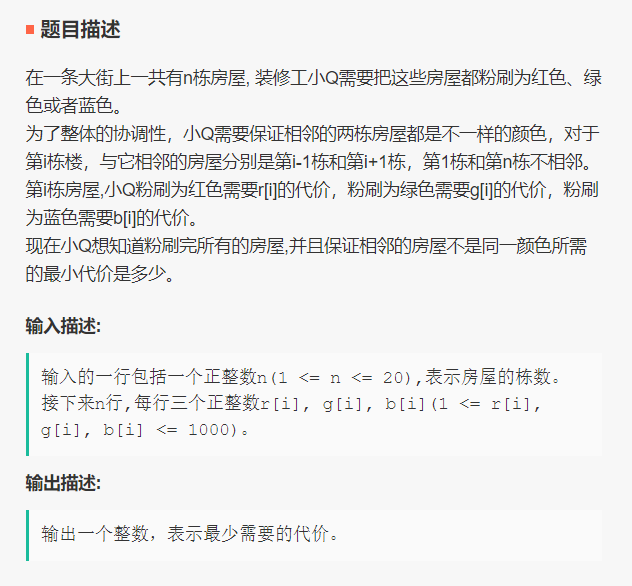 题目描述
在一条大街上一共有n栋房屋, 装修工小Q需要把这些房屋都粉刷为红色、绿
色或者蓝色。
为了整体的协调性，小Q需要保证相邻的两栋房屋都是不一样的颜色，对于
第i栋楼，与它相邻的房屋分别是第i-1栋和第i+1栋，第1栋和第n栋不相邻。
第i栋房屋,小Q粉刷为红色需要r[i]的代价，粉刷为绿色需要g[i]的代价，粉刷
为蓝色需要b[i]的代价。
现在小Q想知道粉刷完所有的房屋,并且保证相邻的房屋不是同一颜色所需
的最小代价是多少。
输入描述:
输入的一行包括一个正整数n(1 <= n <= 20),表示房屋的栋数。
接下来n行,每行三个正整数r[i], g[i], b[i](1 <= r[i],
g[i], b[i] <= 1000)。
输出描述:
输出一个整数，表示最少需要的代价。